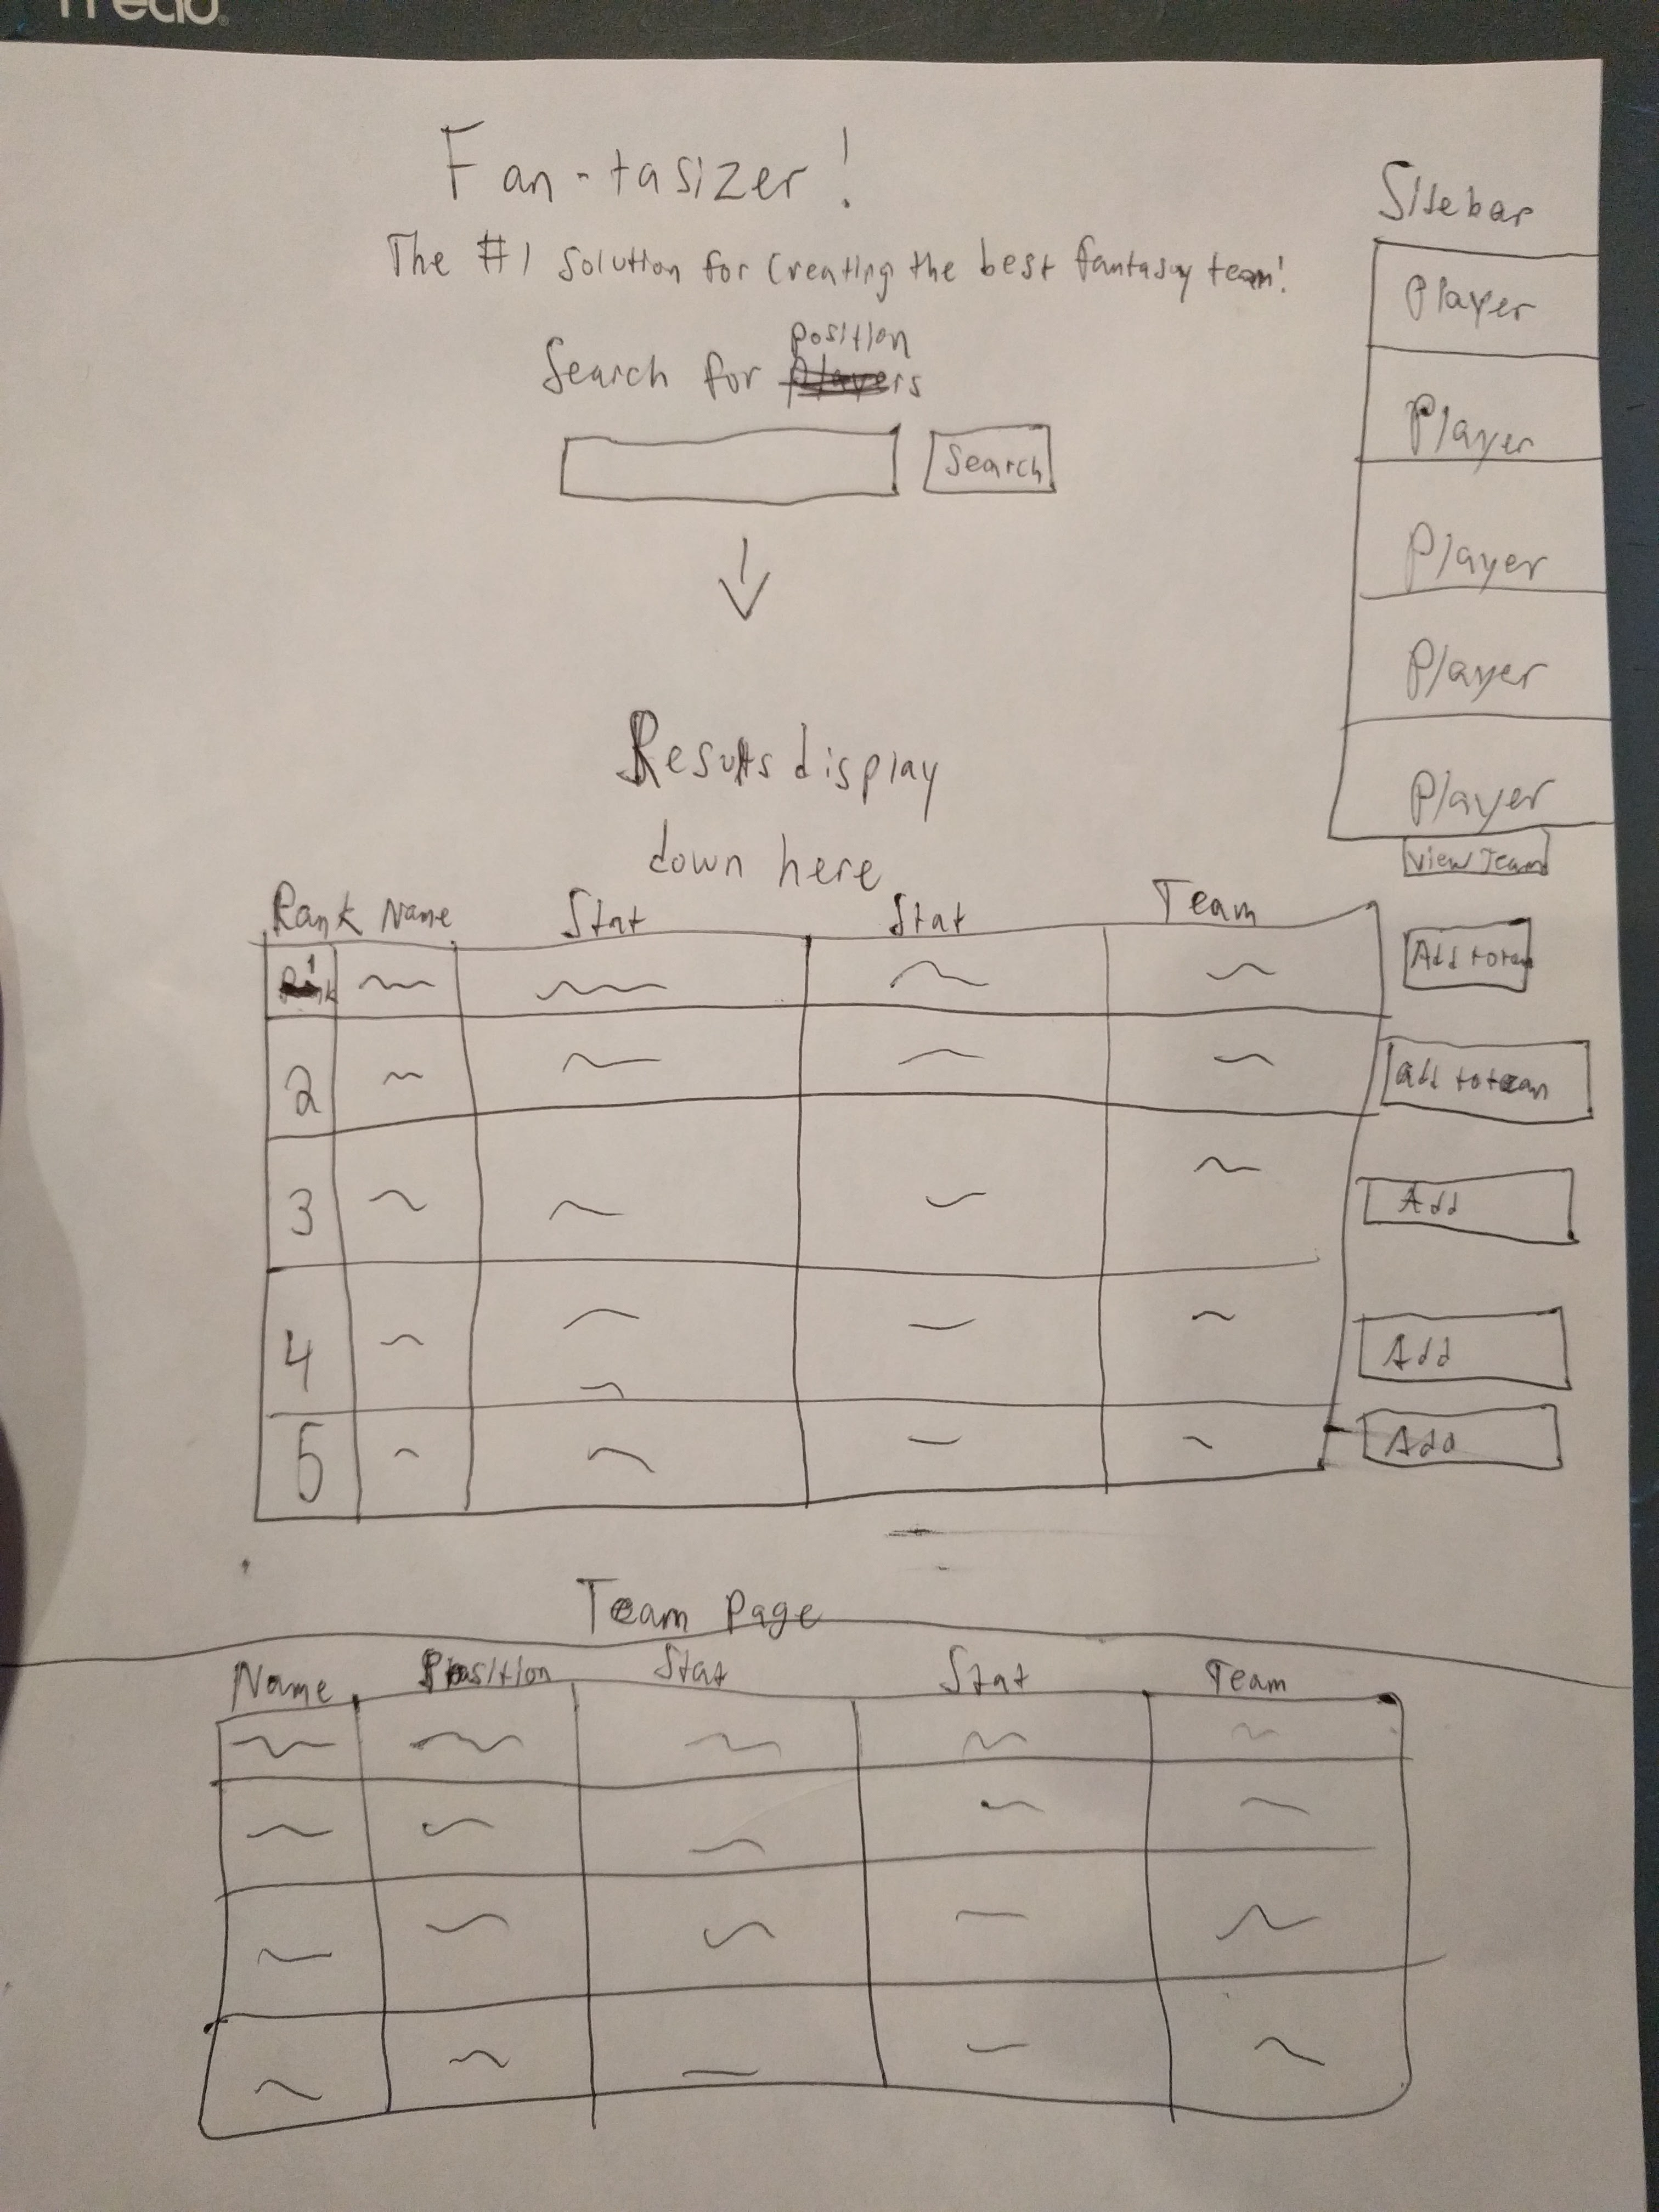 Fan-tasizer!
The #1 solution for creating the best fantasy team!
position
Search for players
Search
Results display
down here
Sidebar
Player
Player
Player
Player
Player
View Team
Rank Name Stat Stat Team
1
Add to team
2
add to team
3
Add
4
Add
5
Add
Team Page
Name Position Stat Stat Team